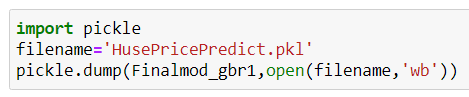 import pickle
filename='HusePricePredict.pkl'
pickle.dump(Finalmod_gbr1,open(filename,'wb'))